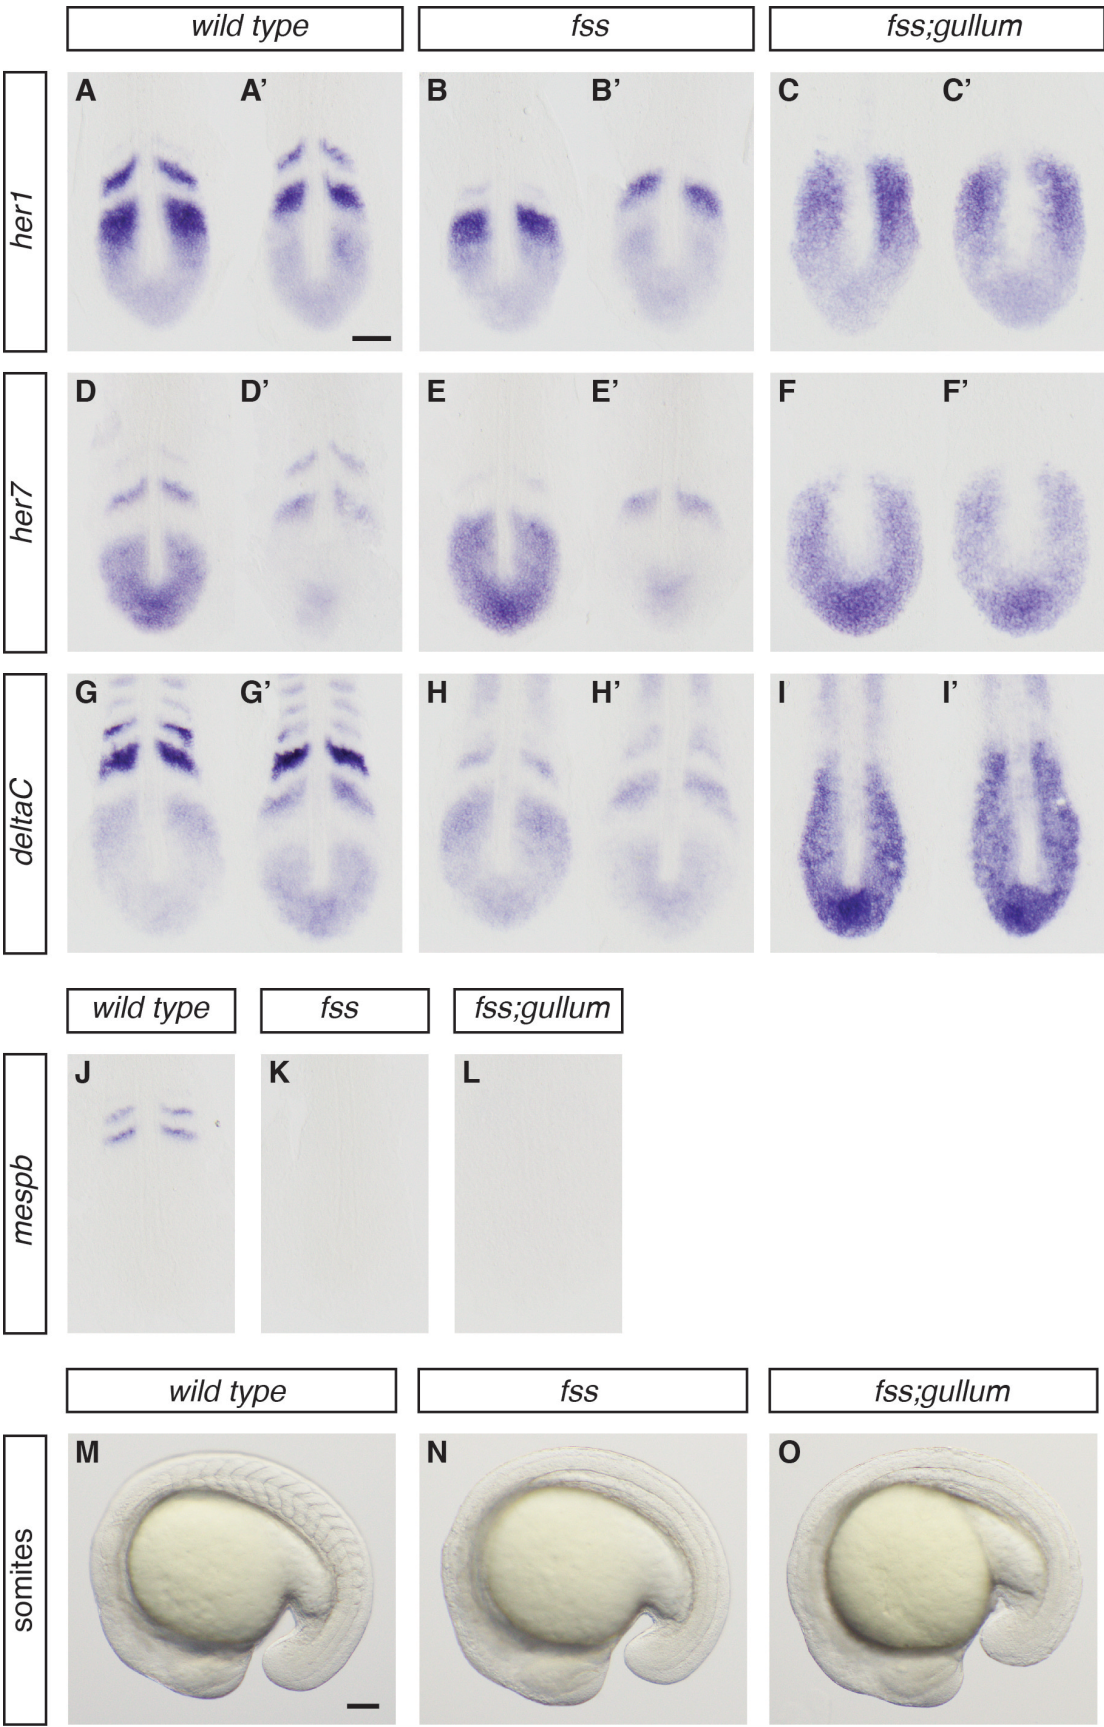 wild type fss fss;gullum
her1
A A’ B B’ C C’
her7
D D’ E E’ F F’
deltaC
G G’ H H’ I I’
wild type fss fss;gullum
mespb
J K L
wild type fss fss;gullum
somites
M N O